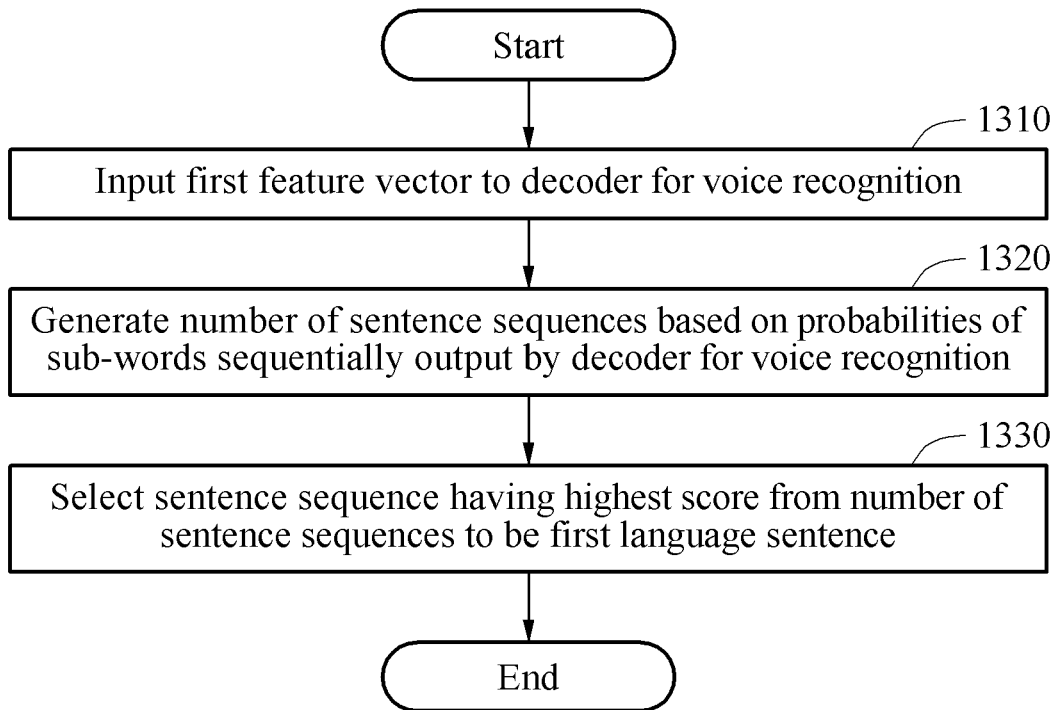 Start
1310
Input first feature vector to decoder for voice recognition
1320
Generate number of sentence sequences based on probabilities of
sub-words sequentially output by decoder for voice recognition
1330
Select sentence sequence having highest score from number of
sentence sequences to be first language sentence
End